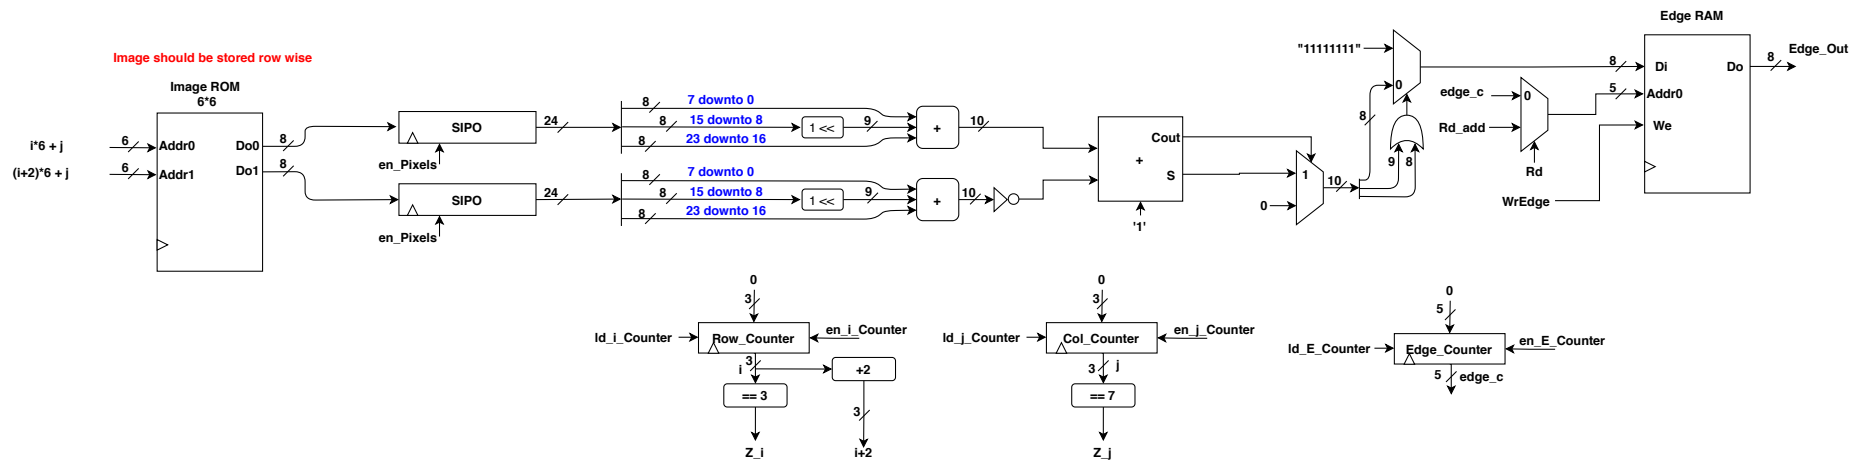 Image should be stored row wise
Image ROM
6*6
i*6 + j
(i+2)*6 + j
6
6
Addr0
Addr1
Do0
Do1
8
8
SIPO
en_Pixels
24
8
8
8
7 downto 0
15 downto 8
23 downto 16
1 <<
9
+
10
SIPO
en_Pixels
24
8
8
8
7 downto 0
15 downto 8
23 downto 16
1 <<
9
+
10
Cout
+
S
'1'
1
0
10
"11111111"
0
8
9
8
edge_c
Rd_add
0
Rd
WrEdge
Edge RAM
8
5
Di
Addr0
We
Do
8
Edge_Out
0
3
ld_i_Counter
Row_Counter
en_i_Counter
i
3
+2
== 3
3
Z_i
i+2
0
3
ld_j_Counter
Col_Counter
en_j_Counter
3
j
== 7
Z_j
0
5
ld_E_Counter
Edge_Counter
en_E_Counter
5
edge_c